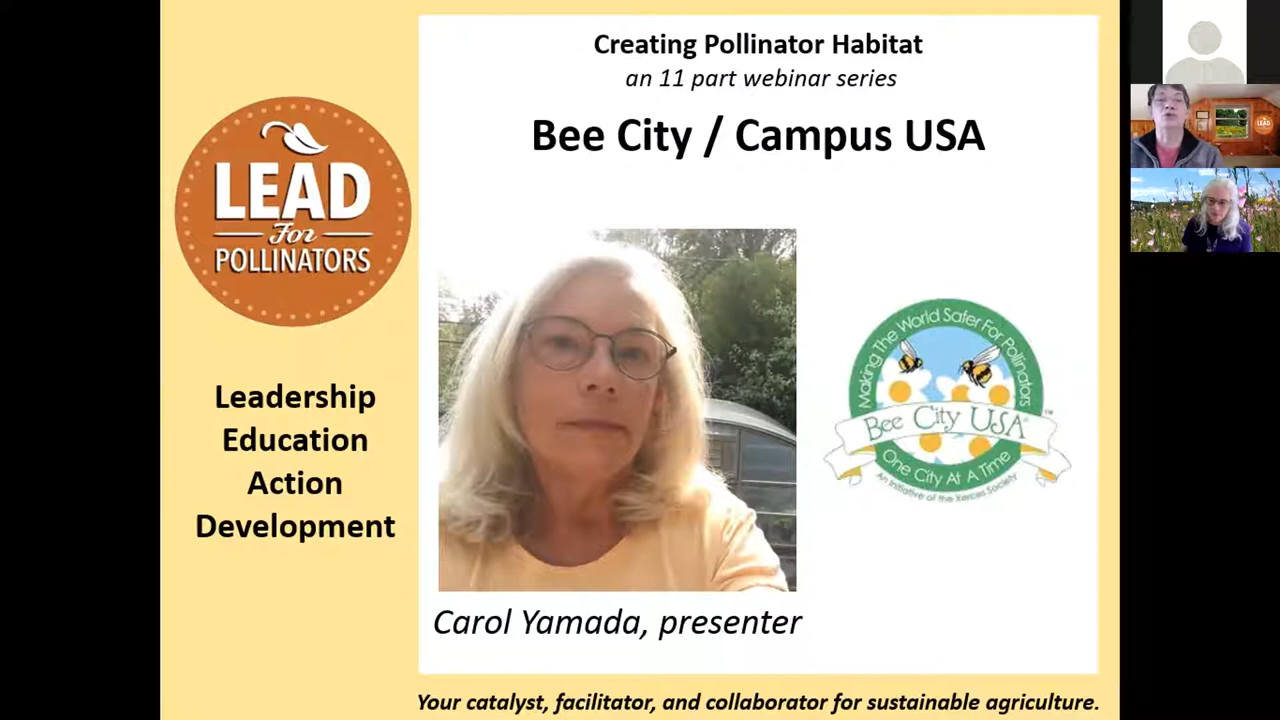 Creating Pollinator Habitat
an 11 part webinar series
Bee City / Campus USA
LEAD
For
POLLINATORS
Leadership
Education
Action
Development
Making The World Safer For Pollinators
Bee City USA
TM
One City At A Time
An Initiative of the Xerces Society
Carol Yamada, presenter
Your catalyst, facilitator, and collaborator for sustainable agriculture.
LEAD